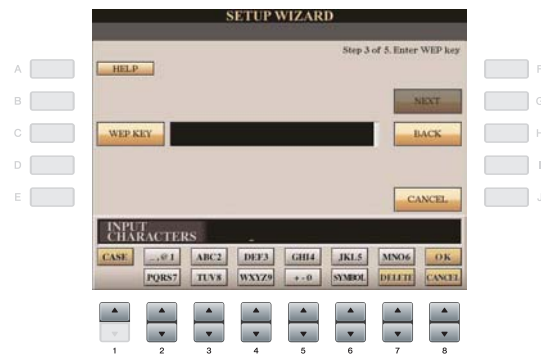 SETUP WIZARD
Step 3 of 5. Enter WEP key
A
HELP
F
B
NEXT
G
C
WEP KEY
BACK
H
D
I
E
CANCEL
J
INPUT
CHARACTERS
CASE .,@1 ABC2 DEF3 GHI4 JKL5 MNO6 OK
PQRS7 TUV8 WXYZ9 +-0 SYMBOL DELETE CANCEL
1 2 3 4 5 6 7 8